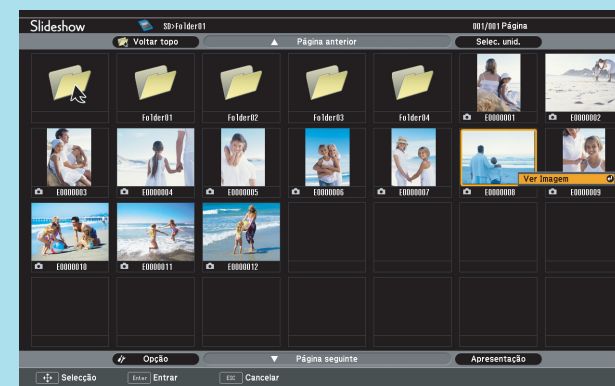 Slideshow SD>Folder01 001/001 Página
Voltar topo Página anterior Selec. unid.
Folder01 Folder02 Folder03 Folder04 E0000001 E0000002
Ver Imagem
E0000003 E0000004 E0000005 E0000006 E0000007 E0000008 E0000009
E0000010 E0000011 E0000012
Opção Página seguinte Apresentação
Selecção Enter Entrar ESC Cancelar